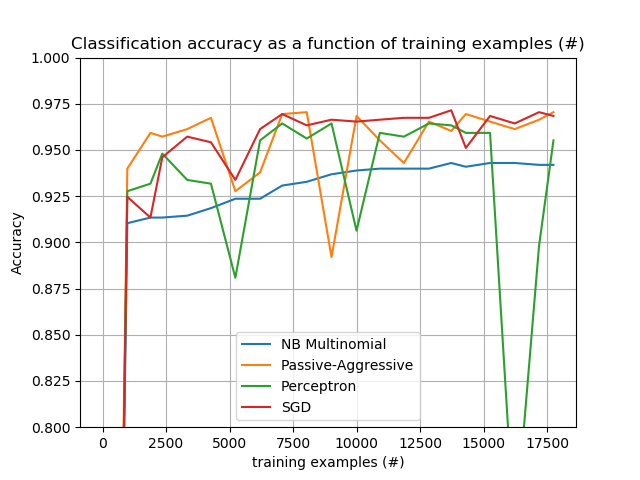 Classification accuracy as a function of training examples (#)
1.000
0.975
0.950
0.925
0.900
0.875
0.850
0.825
0.800
Accuracy
NB Multinomial
Passive-Aggressive
Perceptron
SGD
0 2500 5000 7500 10000 12500 15000 17500
training examples (#)